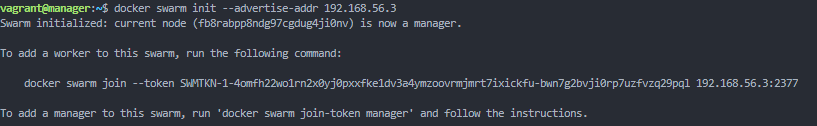 vagrant@manager:~$ docker swarm init --advertise-addr 192.168.56.3
Swarm initialized: current node (fb8rabpp8ndg97cgdug4ji0nv) is now a manager.
To add a worker to this swarm, run the following command:
docker swarm join --token SWMTKN-1-4omfh22wo1rn2x0yj0pxxfke1dv3a4ymzoovrmjmrt7ixickfu-bwn7g2bvji0rp7uzfvzq29pql 192.168.56.3:2377
To add a manager to this swarm, run 'docker swarm join-token manager' and follow the instructions.